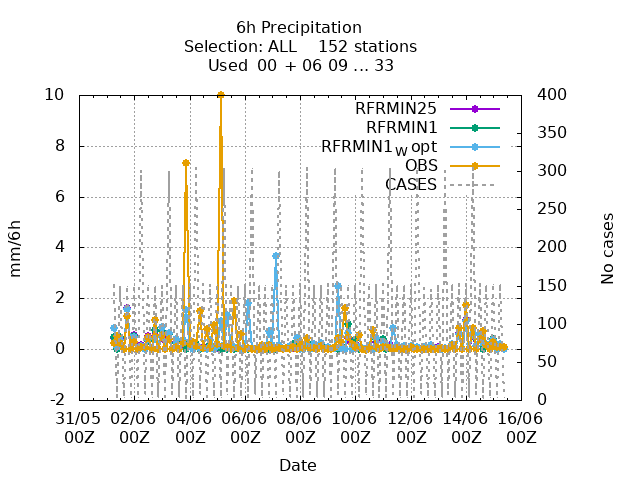 6h Precipitation
Selection: ALL    152 stations
Used  00 + 06 09 ... 33
RFRMIN25
RFRMIN1
RFRMIN1w opt
OBS
CASES
mm/6h
10
8
6
4
2
0
-2
No cases
400
350
300
250
200
150
100
50
0
31/05 02/06 04/06 06/06 08/06 10/06 12/06 14/06 16/06
00Z 00Z 00Z 00Z 00Z 00Z 00Z 00Z 00Z
Date